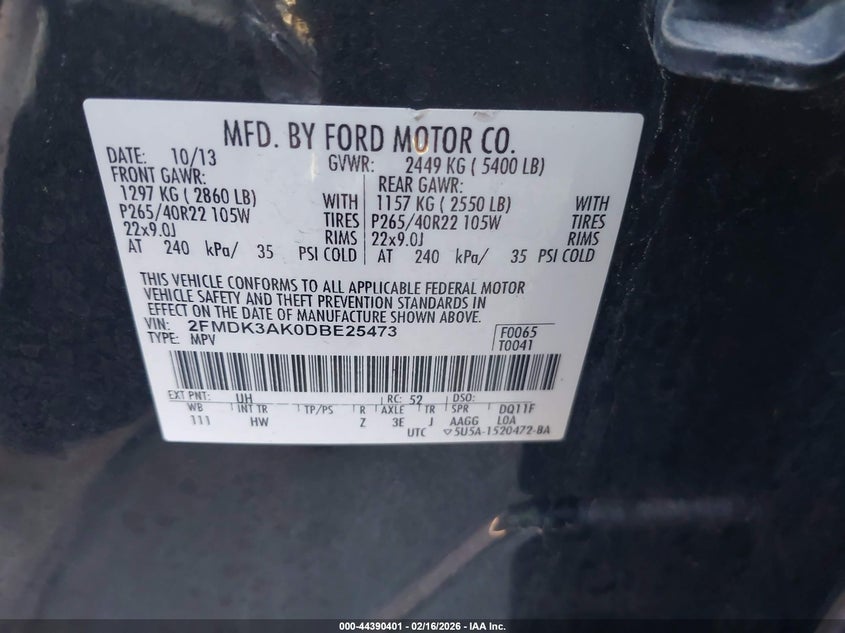 MFD. BY FORD MOTOR CO.
DATE: 10/13 GVWR: 2449 KG ( 5400 LB)
FRONT GAWR: REAR GAWR:
1297 KG ( 2860 LB) WITH 1157 KG ( 2550 LB) WITH
P265/40R22 105W TIRES P265/40R22 105W TIRES
22x9.0J RIMS 22x9.0J RIMS
AT 240 kPa/ 35 PSI COLD AT 240 kPa/ 35 PSI COLD
THIS VEHICLE CONFORMS TO ALL APPLICABLE FEDERAL MOTOR
VEHICLE SAFETY AND THEFT PREVENTION STANDARDS IN
EFFECT ON THE DATE OF MANUFACTURE SHOWN ABOVE.
VIN: 2FMDK3AK0DBE25473 F0065
TYPE: MPV T0041
EXT PNT: UH RC: 52 DSO:
WB INT TR TP/PS R AXLE TR SPR DQ11F
111 HW Z 3E J AAGG LOA
UTC ▽5U5A-1520472-BA
000-44390401 - 02/16/2026 - IAA Inc.